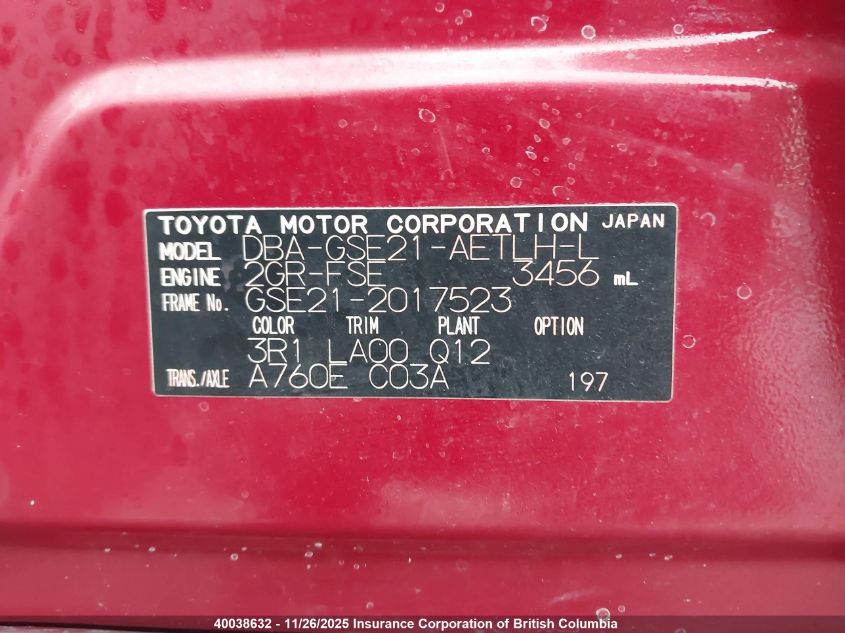 TOYOTA MOTOR CORPORATION JAPAN
MODEL DBA-GSE21-AETLH-L
ENGINE 2GR-FSE 3456 mL
FRAME No. GSE21-2017523
COLOR TRIM PLANT OPTION
3R1 LA00 Q12
TRANS./AXLE A760E C03A 197
40038632 - 11/26/2025 Insurance Corporation of British Columbia